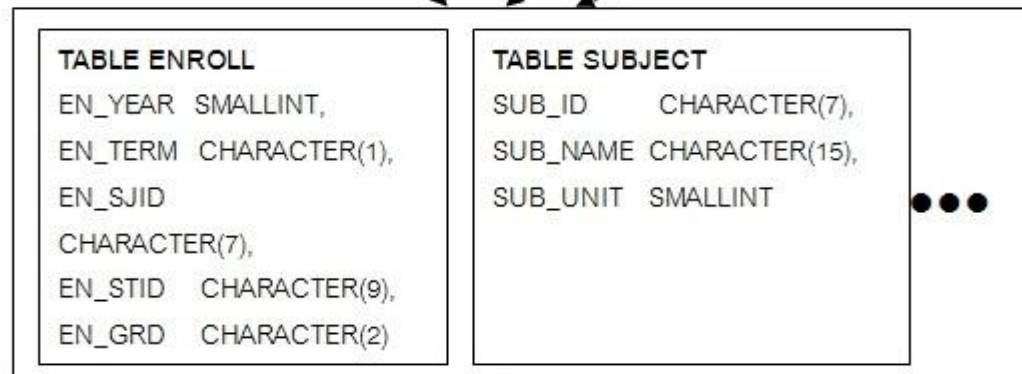 TABLE ENROLL
EN_YEAR SMALLINT,
EN_TERM CHARACTER(1),
EN_SJID
CHARACTER(7),
EN_STID CHARACTER(9),
EN_GRD CHARACTER(2)
TABLE SUBJECT
SUB_ID CHARACTER(7),
SUB_NAME CHARACTER(15),
SUB_UNIT SMALLINT